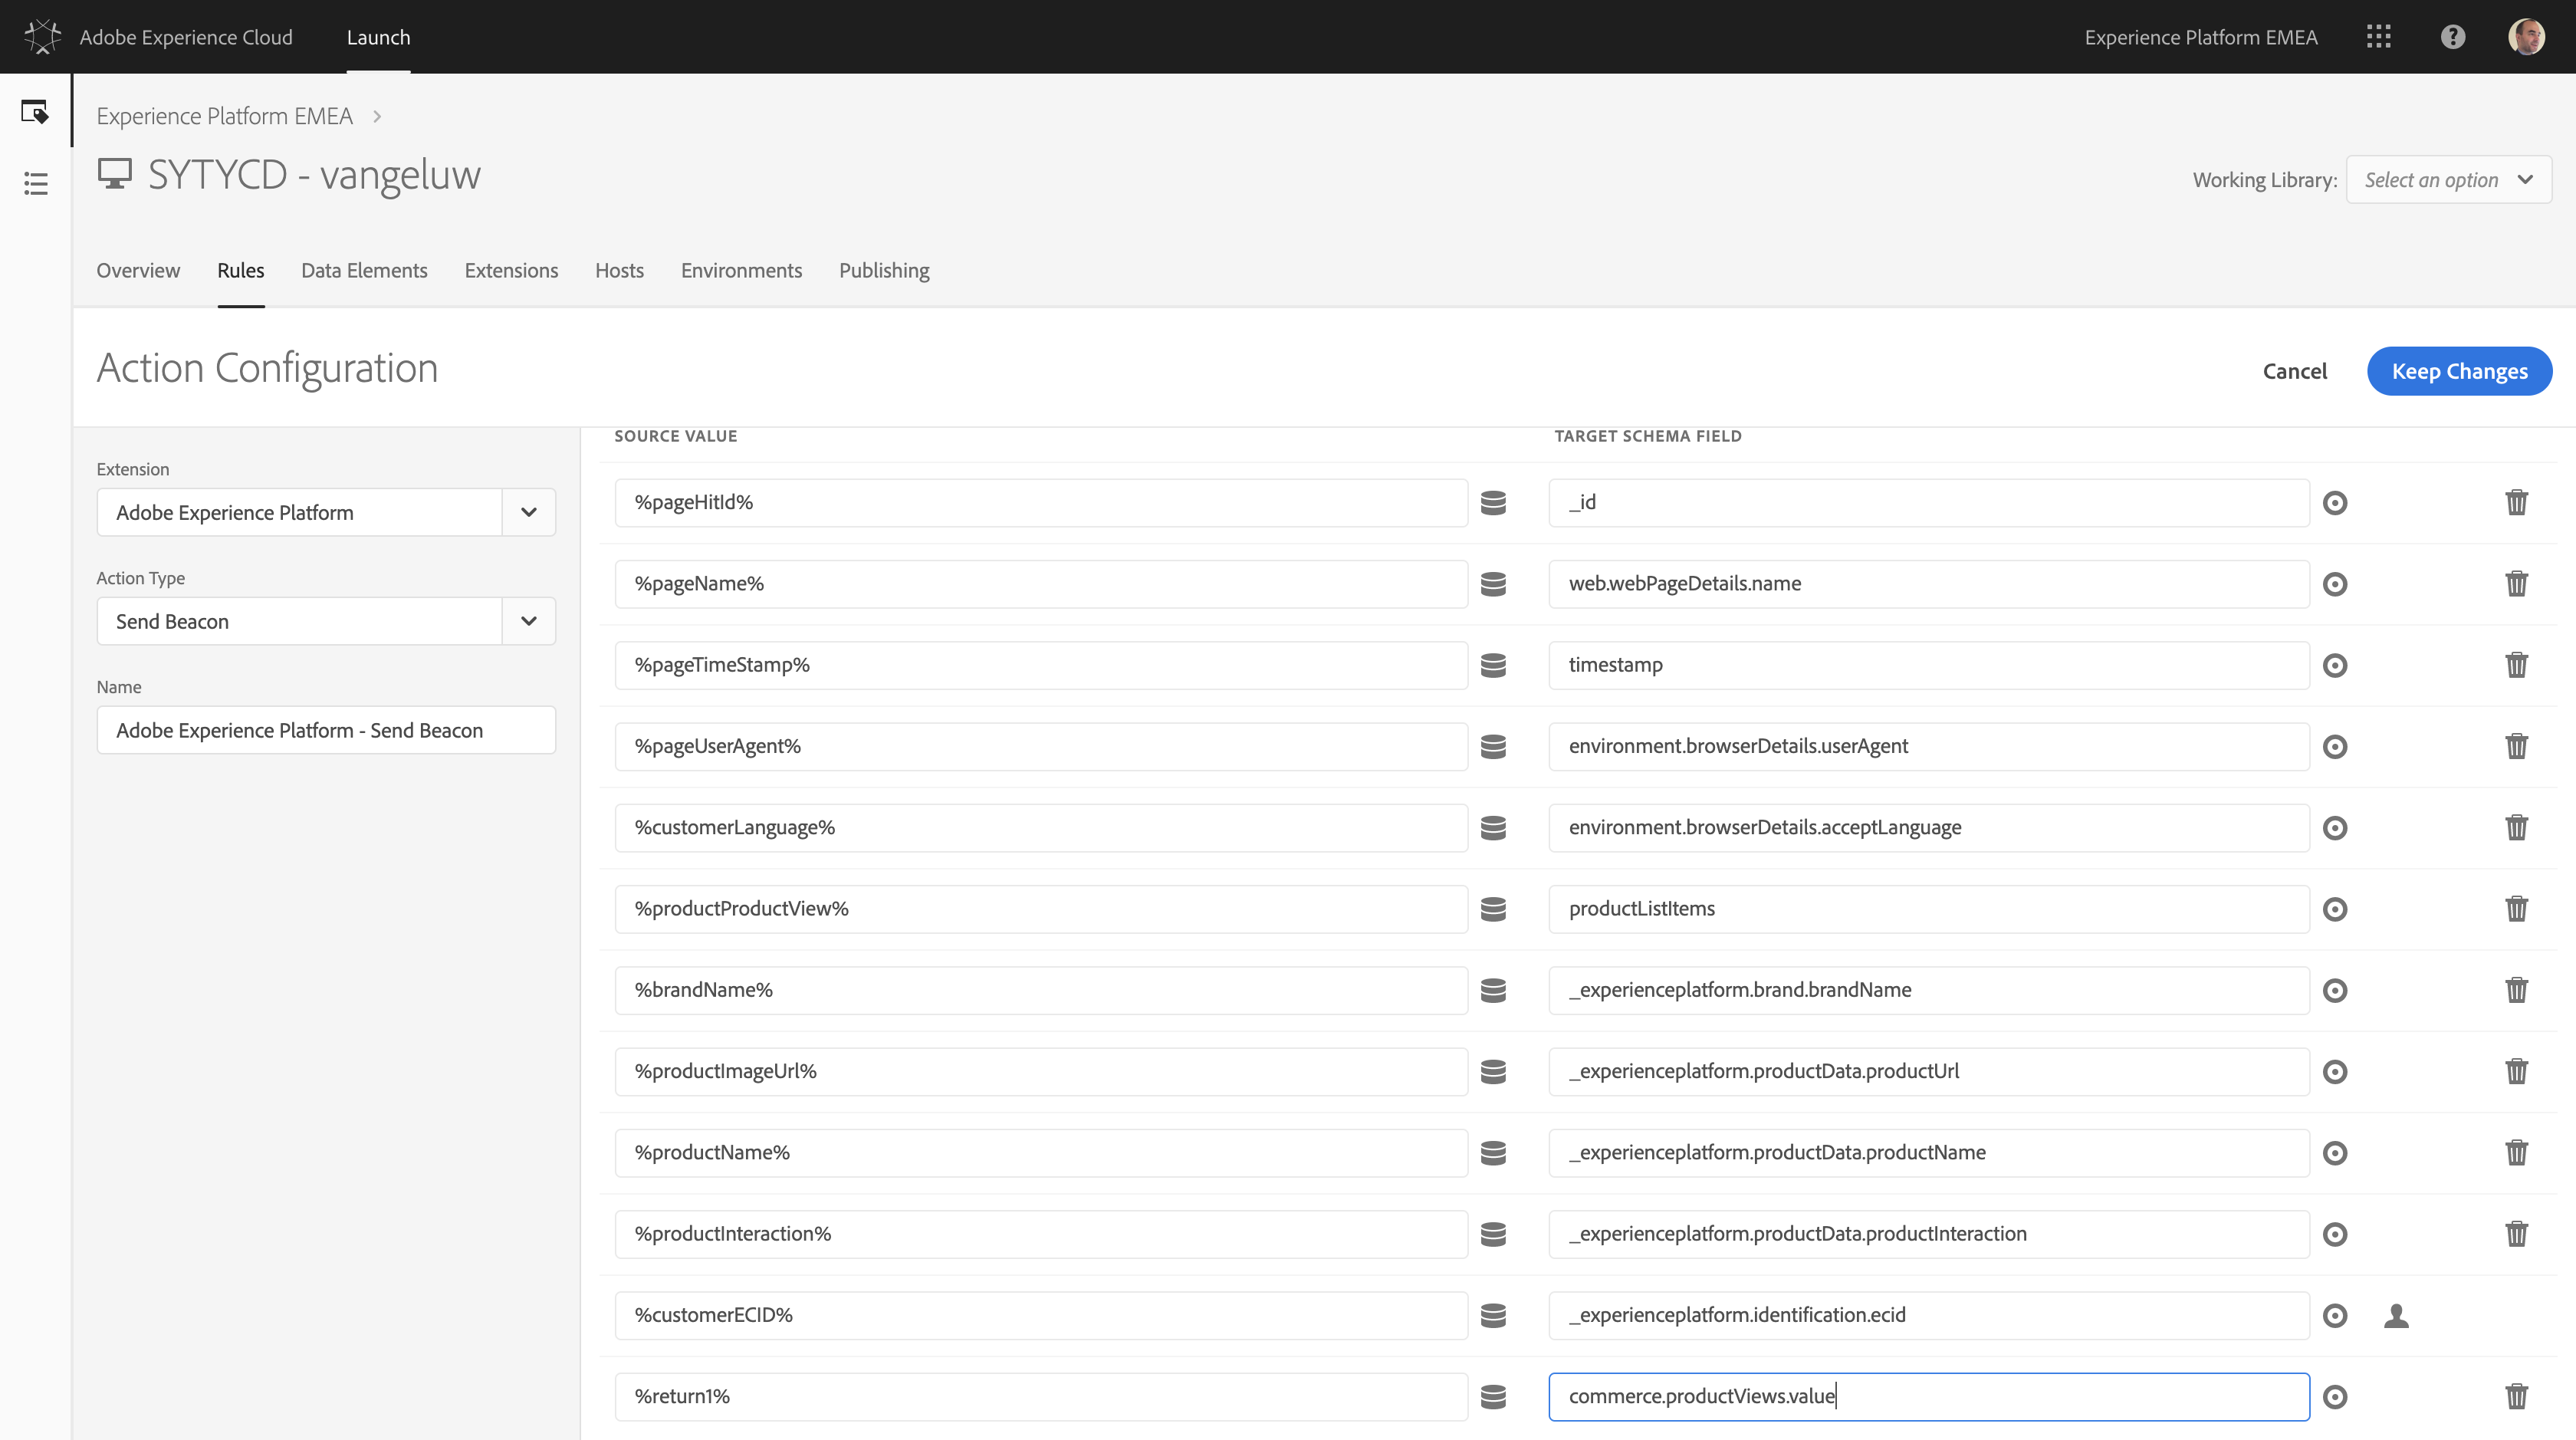 Adobe Experience Cloud Launch Experience Platform EMEA
Experience Platform EMEA
SYTYCD - vangeluw
Working Library: Select an option
Overview Rules Data Elements Extensions Hosts Environments Publishing
Action Configuration
Cancel Keep Changes
Extension
Adobe Experience Platform
Action Type
Send Beacon
Name
Adobe Experience Platform - Send Beacon
SOURCE VALUE TARGET SCHEMA FIELD
%pageHitId% _id
%pageName% web.webPageDetails.name
%pageTimeStamp% timestamp
%pageUserAgent% environment.browserDetails.userAgent
%customerLanguage% environment.browserDetails.acceptLanguage
%productProductView% productListItems
%brandName% _experienceplatform.brand.brandName
%productImageUrl% _experienceplatform.productData.productUrl
%productName% _experienceplatform.productData.productName
%productInteraction% _experienceplatform.productData.productInteraction
%customerECID% _experienceplatform.identification.ecid
%return1% commerce.productViews.value